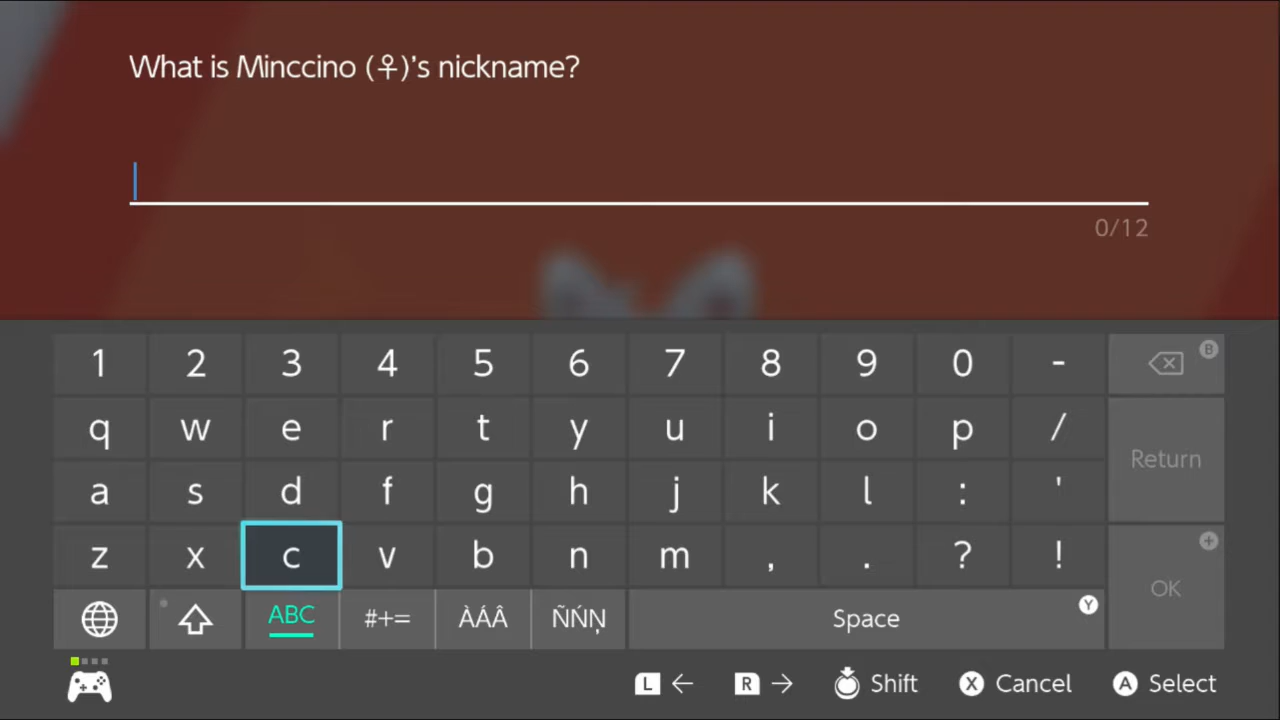 What is Minccino (♀)'s nickname?
0/12
1 2 3 4 5 6 7 8 9 0 - B
q w e r t y u i o p /
Return
a s d f g h j k l : '
z x c v b n m , . ? ! +
OK
ABC #+= ÀÁÂ ÑŃŅ Space Y
L ← R → Shift X Cancel A Select